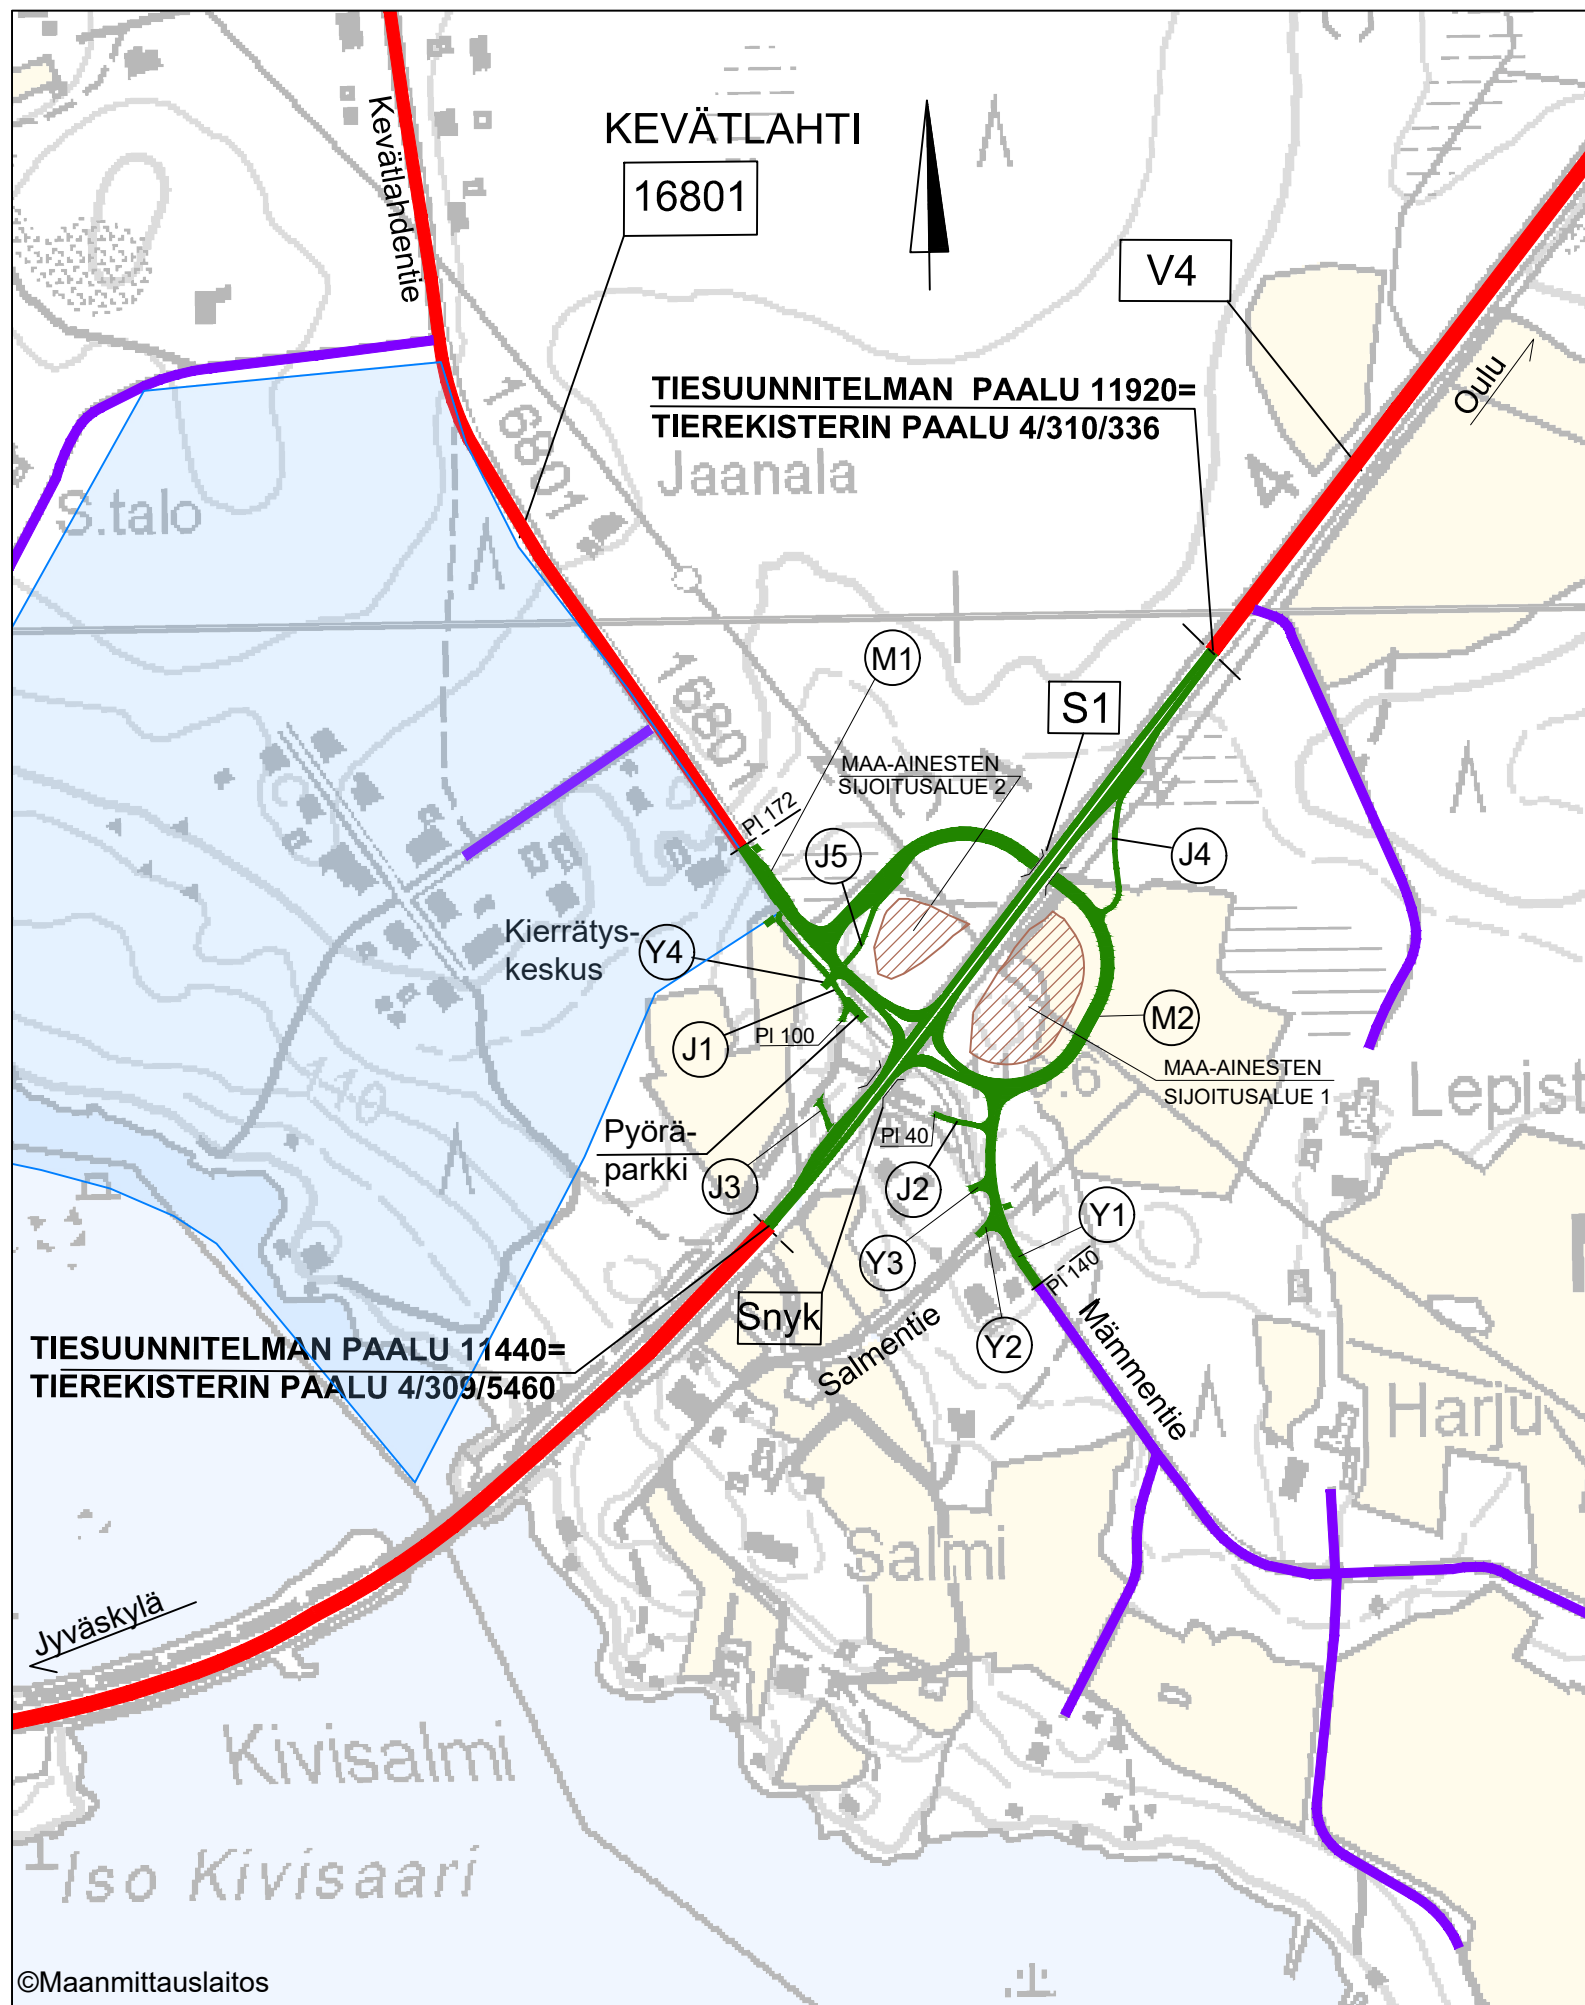 KEVÄTLAHTI
16801
Kevätlahdentie
V4
Oulu
TIESUUNNITELMAN PAALU 11920=
TIEREKISTERIN PAALU 4/310/336
16801
Jaanala
4
S.talo
M1
16801
S1
MAA-AINESTEN
SIJOITUSALUE 2
Pl 172
J5
J4
Kierrätys-
keskus
Y4
M2
J1
Pl 100
MAA-AINESTEN
SIJOITUSALUE 1
.6
Lepist
140
Pyörä-
parkki
Pl 40
J3
J2
Y1
Y3
Pl 140
Snyk
Salmentie
Y2
Mämmentie
TIESUUNNITELMAN PAALU 11440=
TIEREKISTERIN PAALU 4/309/5460
Harju
Salmi
Jyväskylä
Kivisalmi
Iso Kivisaari
©Maanmittauslaitos